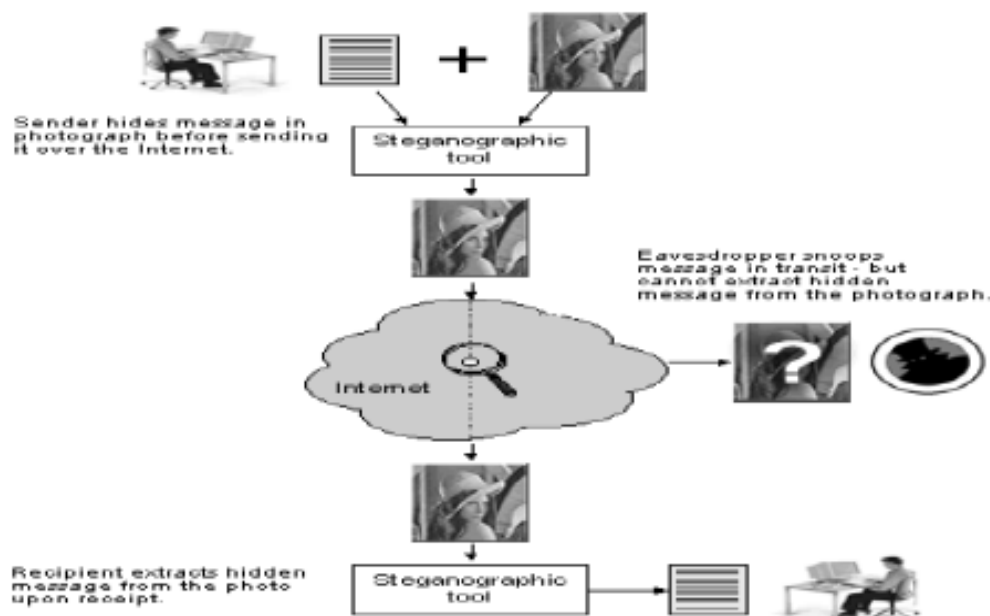 Sender hides message in
photograph before sending
it over the Internet.
Steganographic
tool
Eavesdropper snoops
message in transit - but
cannot extract hidden
message from the photograph.
?
Internet
Recipient extracts hidden
message from the photo
upon receipt.
Steganographic
tool